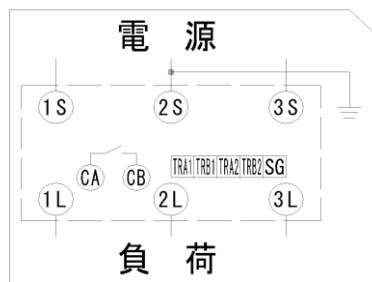 電源
1S 2S 3S
CA CB TRA1 TRB1 TRA2 TRB2 SG
1L 2L 3L
負荷